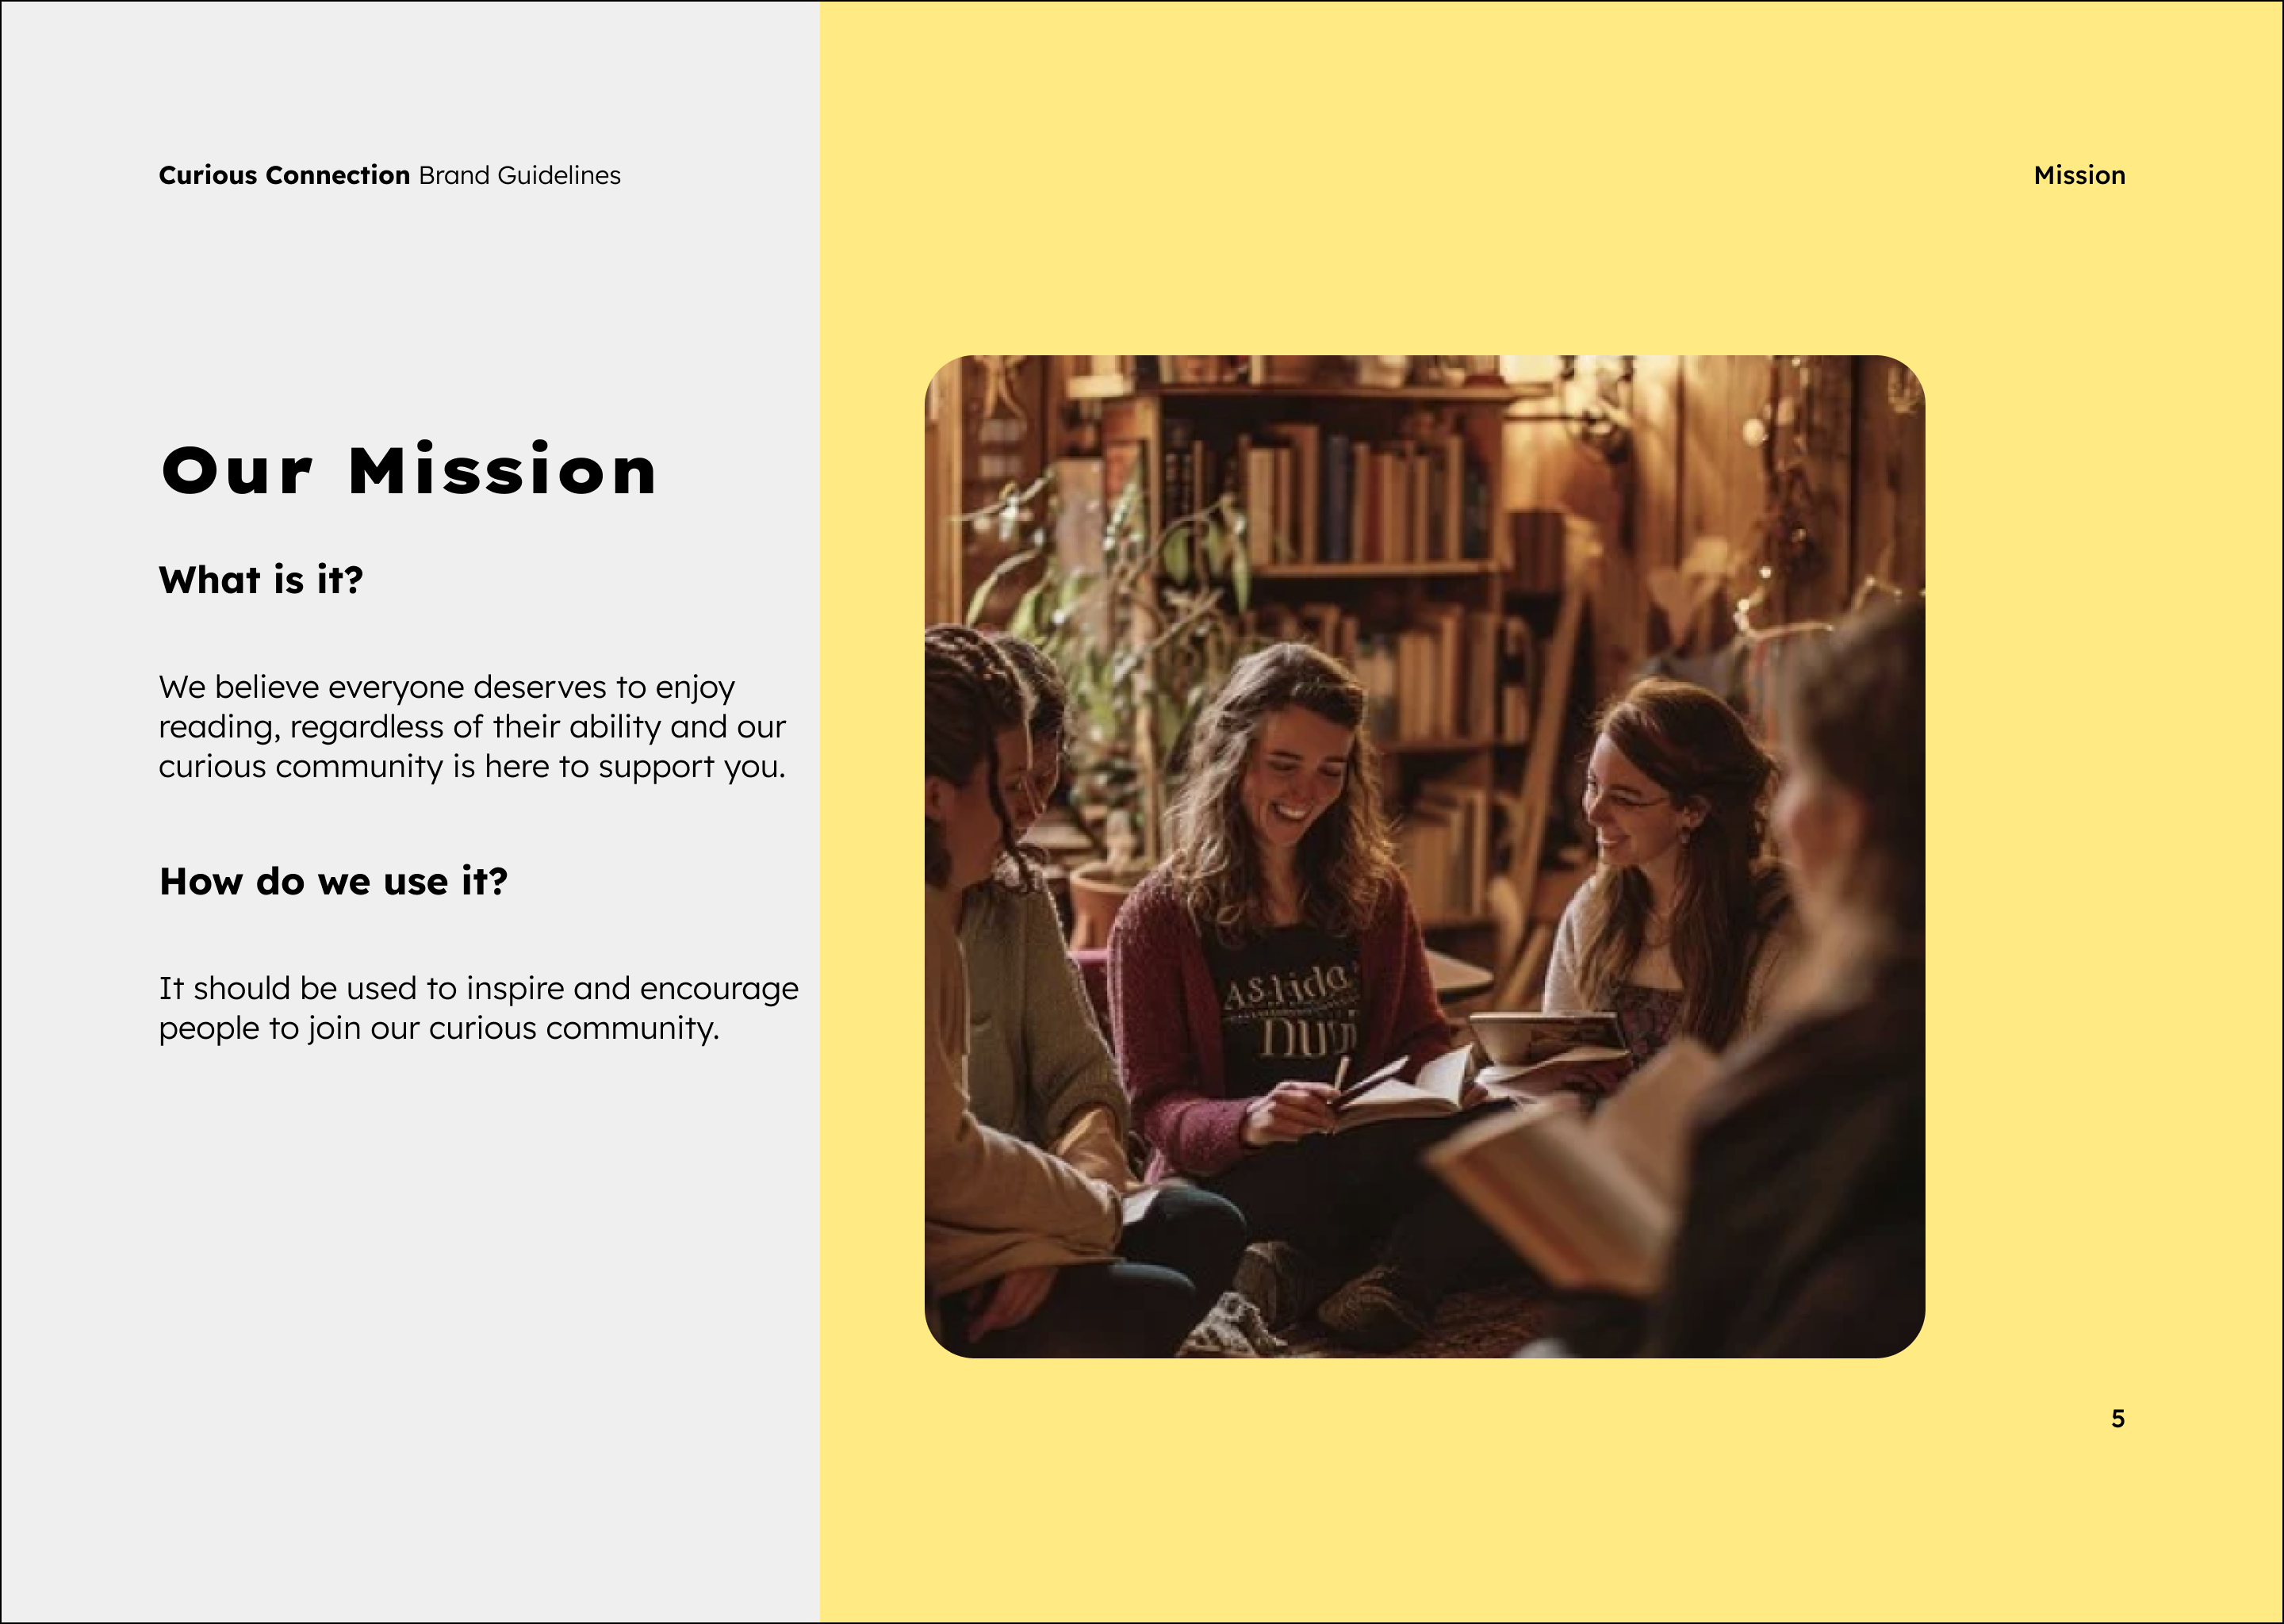 Curious Connection Brand Guidelines
Mission
Our Mission
What is it?
We believe everyone deserves to enjoy
reading, regardless of their ability and our
curious community is here to support you.
How do we use it?
It should be used to inspire and encourage
people to join our curious community.
5